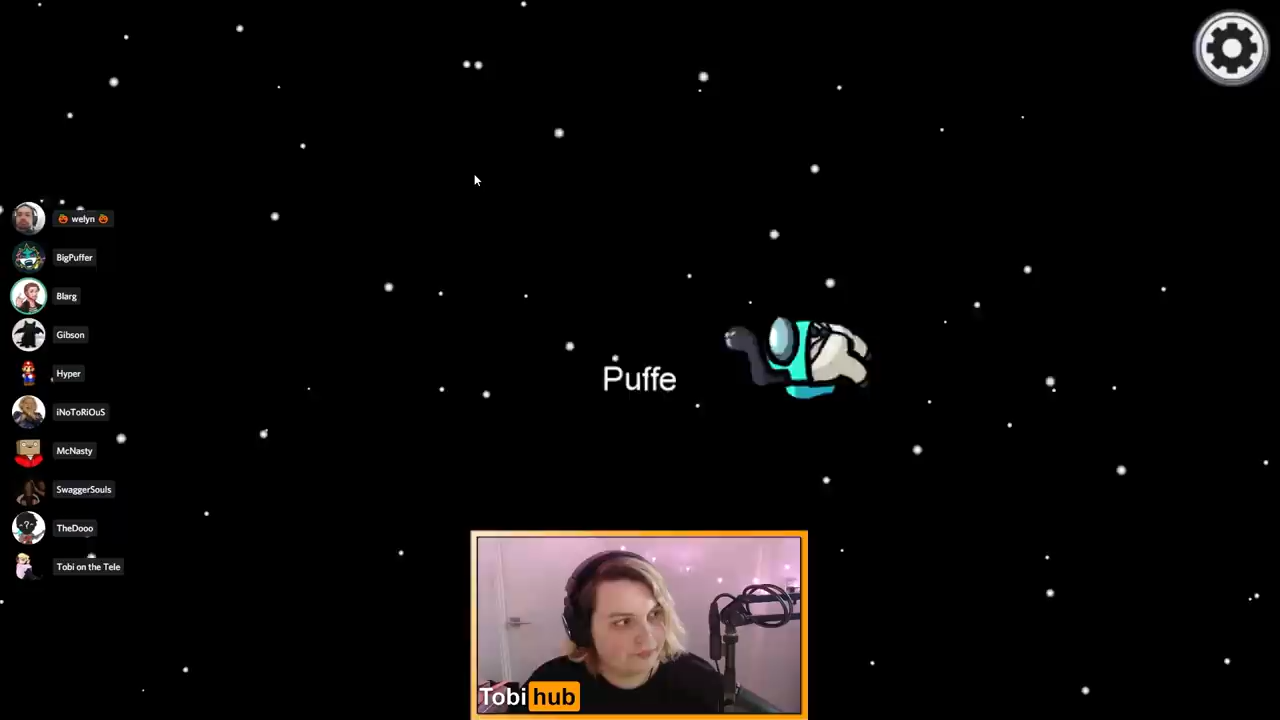 🎃 welyn 🎃
BigPuffer
Blarg
Gibson
Hyper
iNoToRiOuS
McNasty
SwaggerSouls
TheDooo
Tobi on the Tele
Puffe
Tobi hub